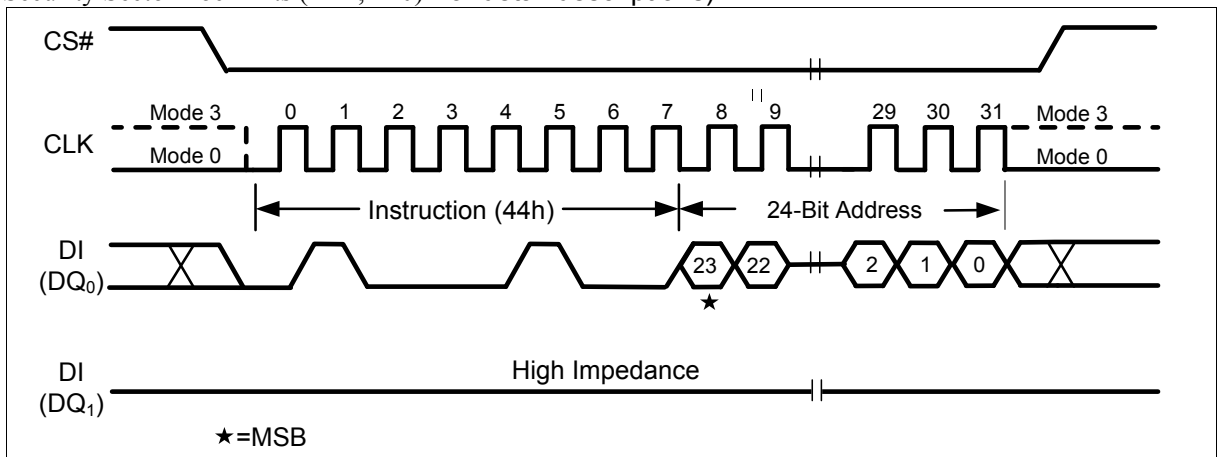 CS#
0 1 2 3 4 5 6 7 8 9 29 30 31
Mode 3 Mode 3
CLK
Mode 0 Mode 0
Instruction (44h) 24-Bit Address
DI
(DQ0)
23 22 2 1 0
★
DI
(DQ1)
High Impedance
★=MSB